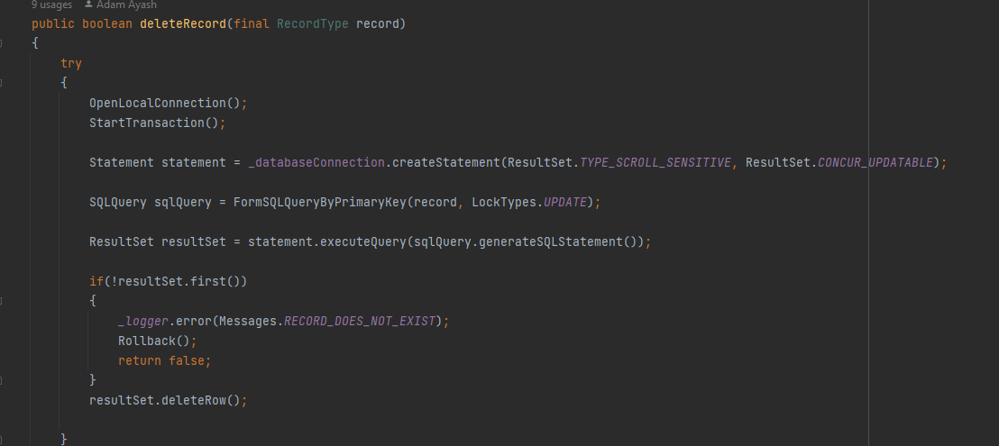 9 usages Adam Ayash
public boolean deleteRecord(final RecordType record)
{
try
{
OpenLocalConnection();
StartTransaction();
Statement statement = _databaseConnection.createStatement(ResultSet.TYPE_SCROLL_SENSITIVE, ResultSet.CONCUR_UPDATABLE);
SQLQuery sqlQuery = FormSQLQueryByPrimaryKey(record, LockTypes.UPDATE);
ResultSet resultSet = statement.executeQuery(sqlQuery.generateSQLStatement());
if(!resultSet.first())
{
_logger.error(Messages.RECORD_DOES_NOT_EXIST);
Rollback();
return false;
}
resultSet.deleteRow();
}